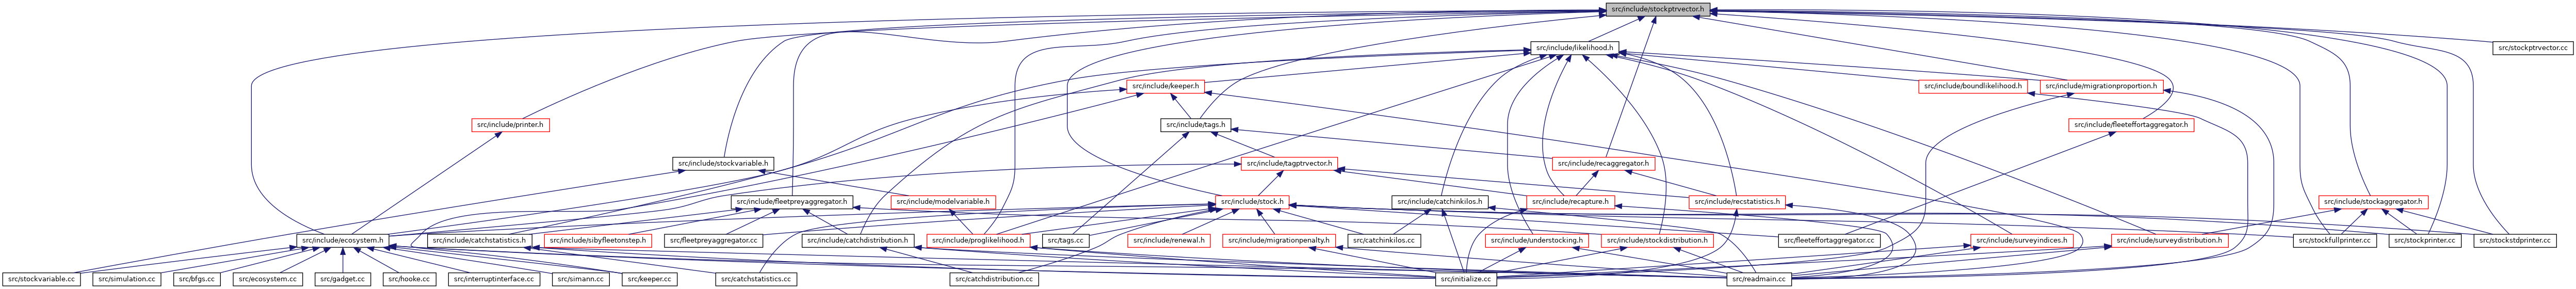 src/include/stockptrvector.h
src/include/likelihood.h
src/stockptrvector.cc
src/include/keeper.h
src/include/boundlikelihood.h
src/include/migrationproportion.h
src/include/printer.h
src/include/tags.h
src/include/fleeteffortaggregator.h
src/include/stockvariable.h
src/include/tagptrvector.h
src/include/recaggregator.h
src/include/fleetpreyaggregator.h
src/include/modelvariable.h
src/include/stock.h
src/include/catchinkilos.h
src/include/recapture.h
src/include/recstatistics.h
src/include/stockaggregator.h
src/include/ecosystem.h
src/include/catchstatistics.h
src/include/sibyfleetonstep.h
src/fleetpreyaggregator.cc
src/include/catchdistribution.h
src/include/proglikelihood.h
src/tags.cc
src/include/renewal.h
src/include/migrationpenalty.h
src/catchinkilos.cc
src/include/understocking.h
src/include/stockdistribution.h
src/fleeteffortaggregator.cc
src/include/surveyindices.h
src/include/surveydistribution.h
src/stockfullprinter.cc
src/stockprinter.cc
src/stockstdprinter.cc
src/stockvariable.cc
src/simulation.cc
src/bfgs.cc
src/ecosystem.cc
src/gadget.cc
src/hooke.cc
src/interruptinterface.cc
src/simann.cc
src/keeper.cc
src/catchstatistics.cc
src/catchdistribution.cc
src/initialize.cc
src/readmain.cc